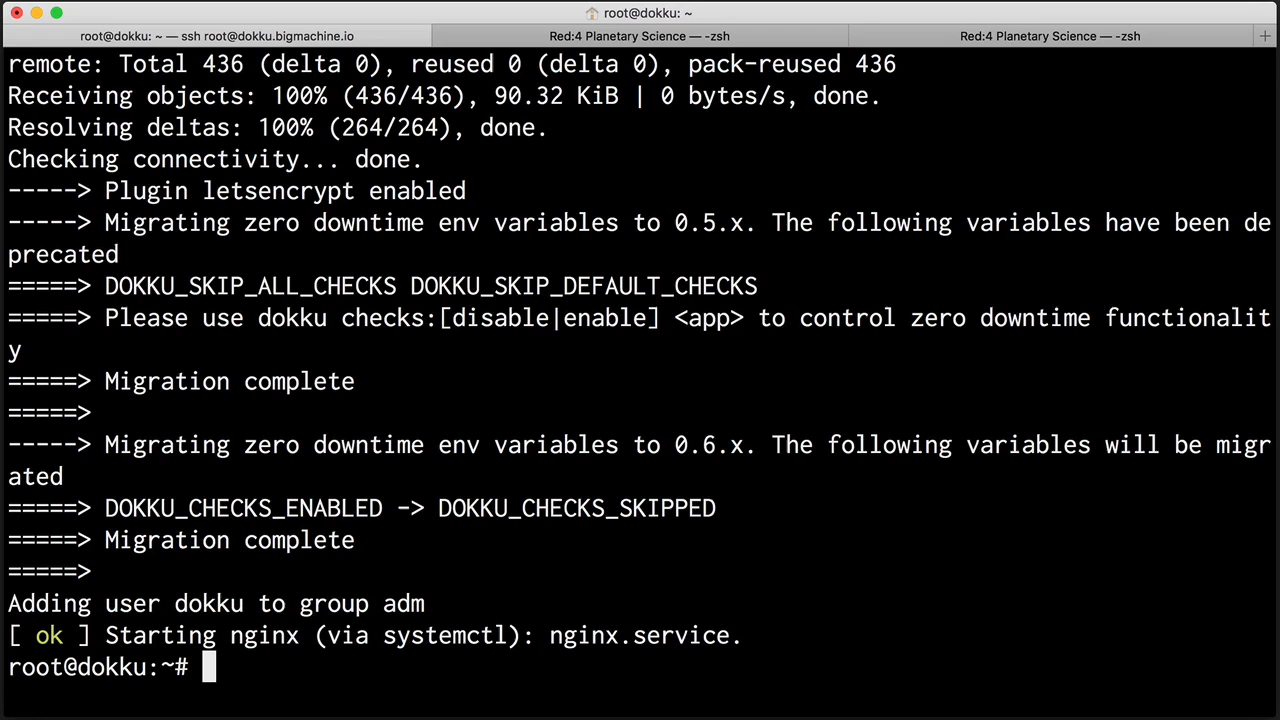 root@dokku: ~
root@dokku: ~ — ssh root@dokku.bigmachine.io
Red:4 Planetary Science — -zsh
Red:4 Planetary Science — -zsh
remote: Total 436 (delta 0), reused 0 (delta 0), pack-reused 436
Receiving objects: 100% (436/436), 90.32 KiB | 0 bytes/s, done.
Resolving deltas: 100% (264/264), done.
Checking connectivity... done.
-----> Plugin letsencrypt enabled
-----> Migrating zero downtime env variables to 0.5.x. The following variables have been de
precated
=====> DOKKU_SKIP_ALL_CHECKS DOKKU_SKIP_DEFAULT_CHECKS
=====> Please use dokku checks:[disable|enable] <app> to control zero downtime functionalit
y
=====> Migration complete
=====>
-----> Migrating zero downtime env variables to 0.6.x. The following variables will be migr
ated
=====> DOKKU_CHECKS_ENABLED -> DOKKU_CHECKS_SKIPPED
=====> Migration complete
=====>
Adding user dokku to group adm
[ ok ] Starting nginx (via systemctl): nginx.service.
root@dokku:~#